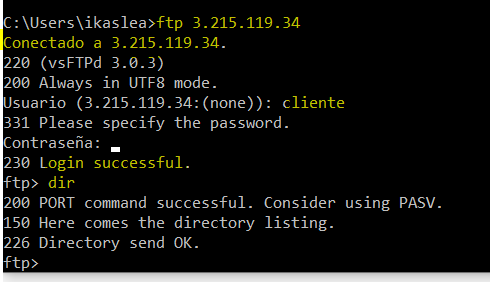 C:\Users\ikaslea>ftp 3.215.119.34
Conectado a 3.215.119.34.
220 (vsFTPd 3.0.3)
200 Always in UTF8 mode.
Usuario (3.215.119.34:(none)): cliente
331 Please specify the password.
Contraseña:
230 Login successful.
ftp> dir
200 PORT command successful. Consider using PASV.
150 Here comes the directory listing.
226 Directory send OK.
ftp>